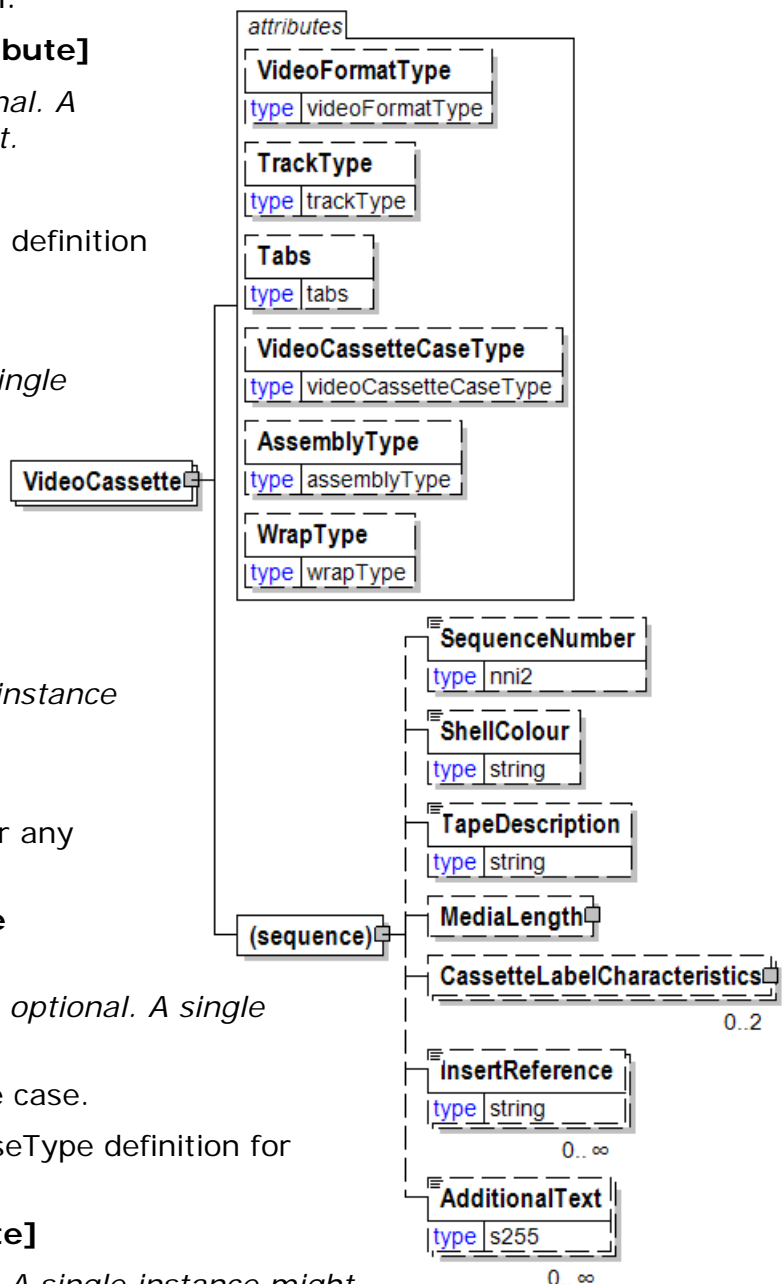 bute]
nal. A
t.
definition
ingle
instance
r any
e
optional. A single
e case.
seType definition for
te]
A single instance might
attributes
VideoFormatType
type videoFormatType
TrackType
type trackType
Tabs
type tabs
VideoCassetteCaseType
type videoCassetteCaseType
AssemblyType
type assemblyType
WrapType
type wrapType
VideoCassette
(sequence)
SequenceNumber
type nni2
ShellColour
type string
TapeDescription
type string
MediaLength
CassetteLabelCharacteristics
0..2
InsertReference
type string
0..∞
AdditionalText
type s255
0..∞